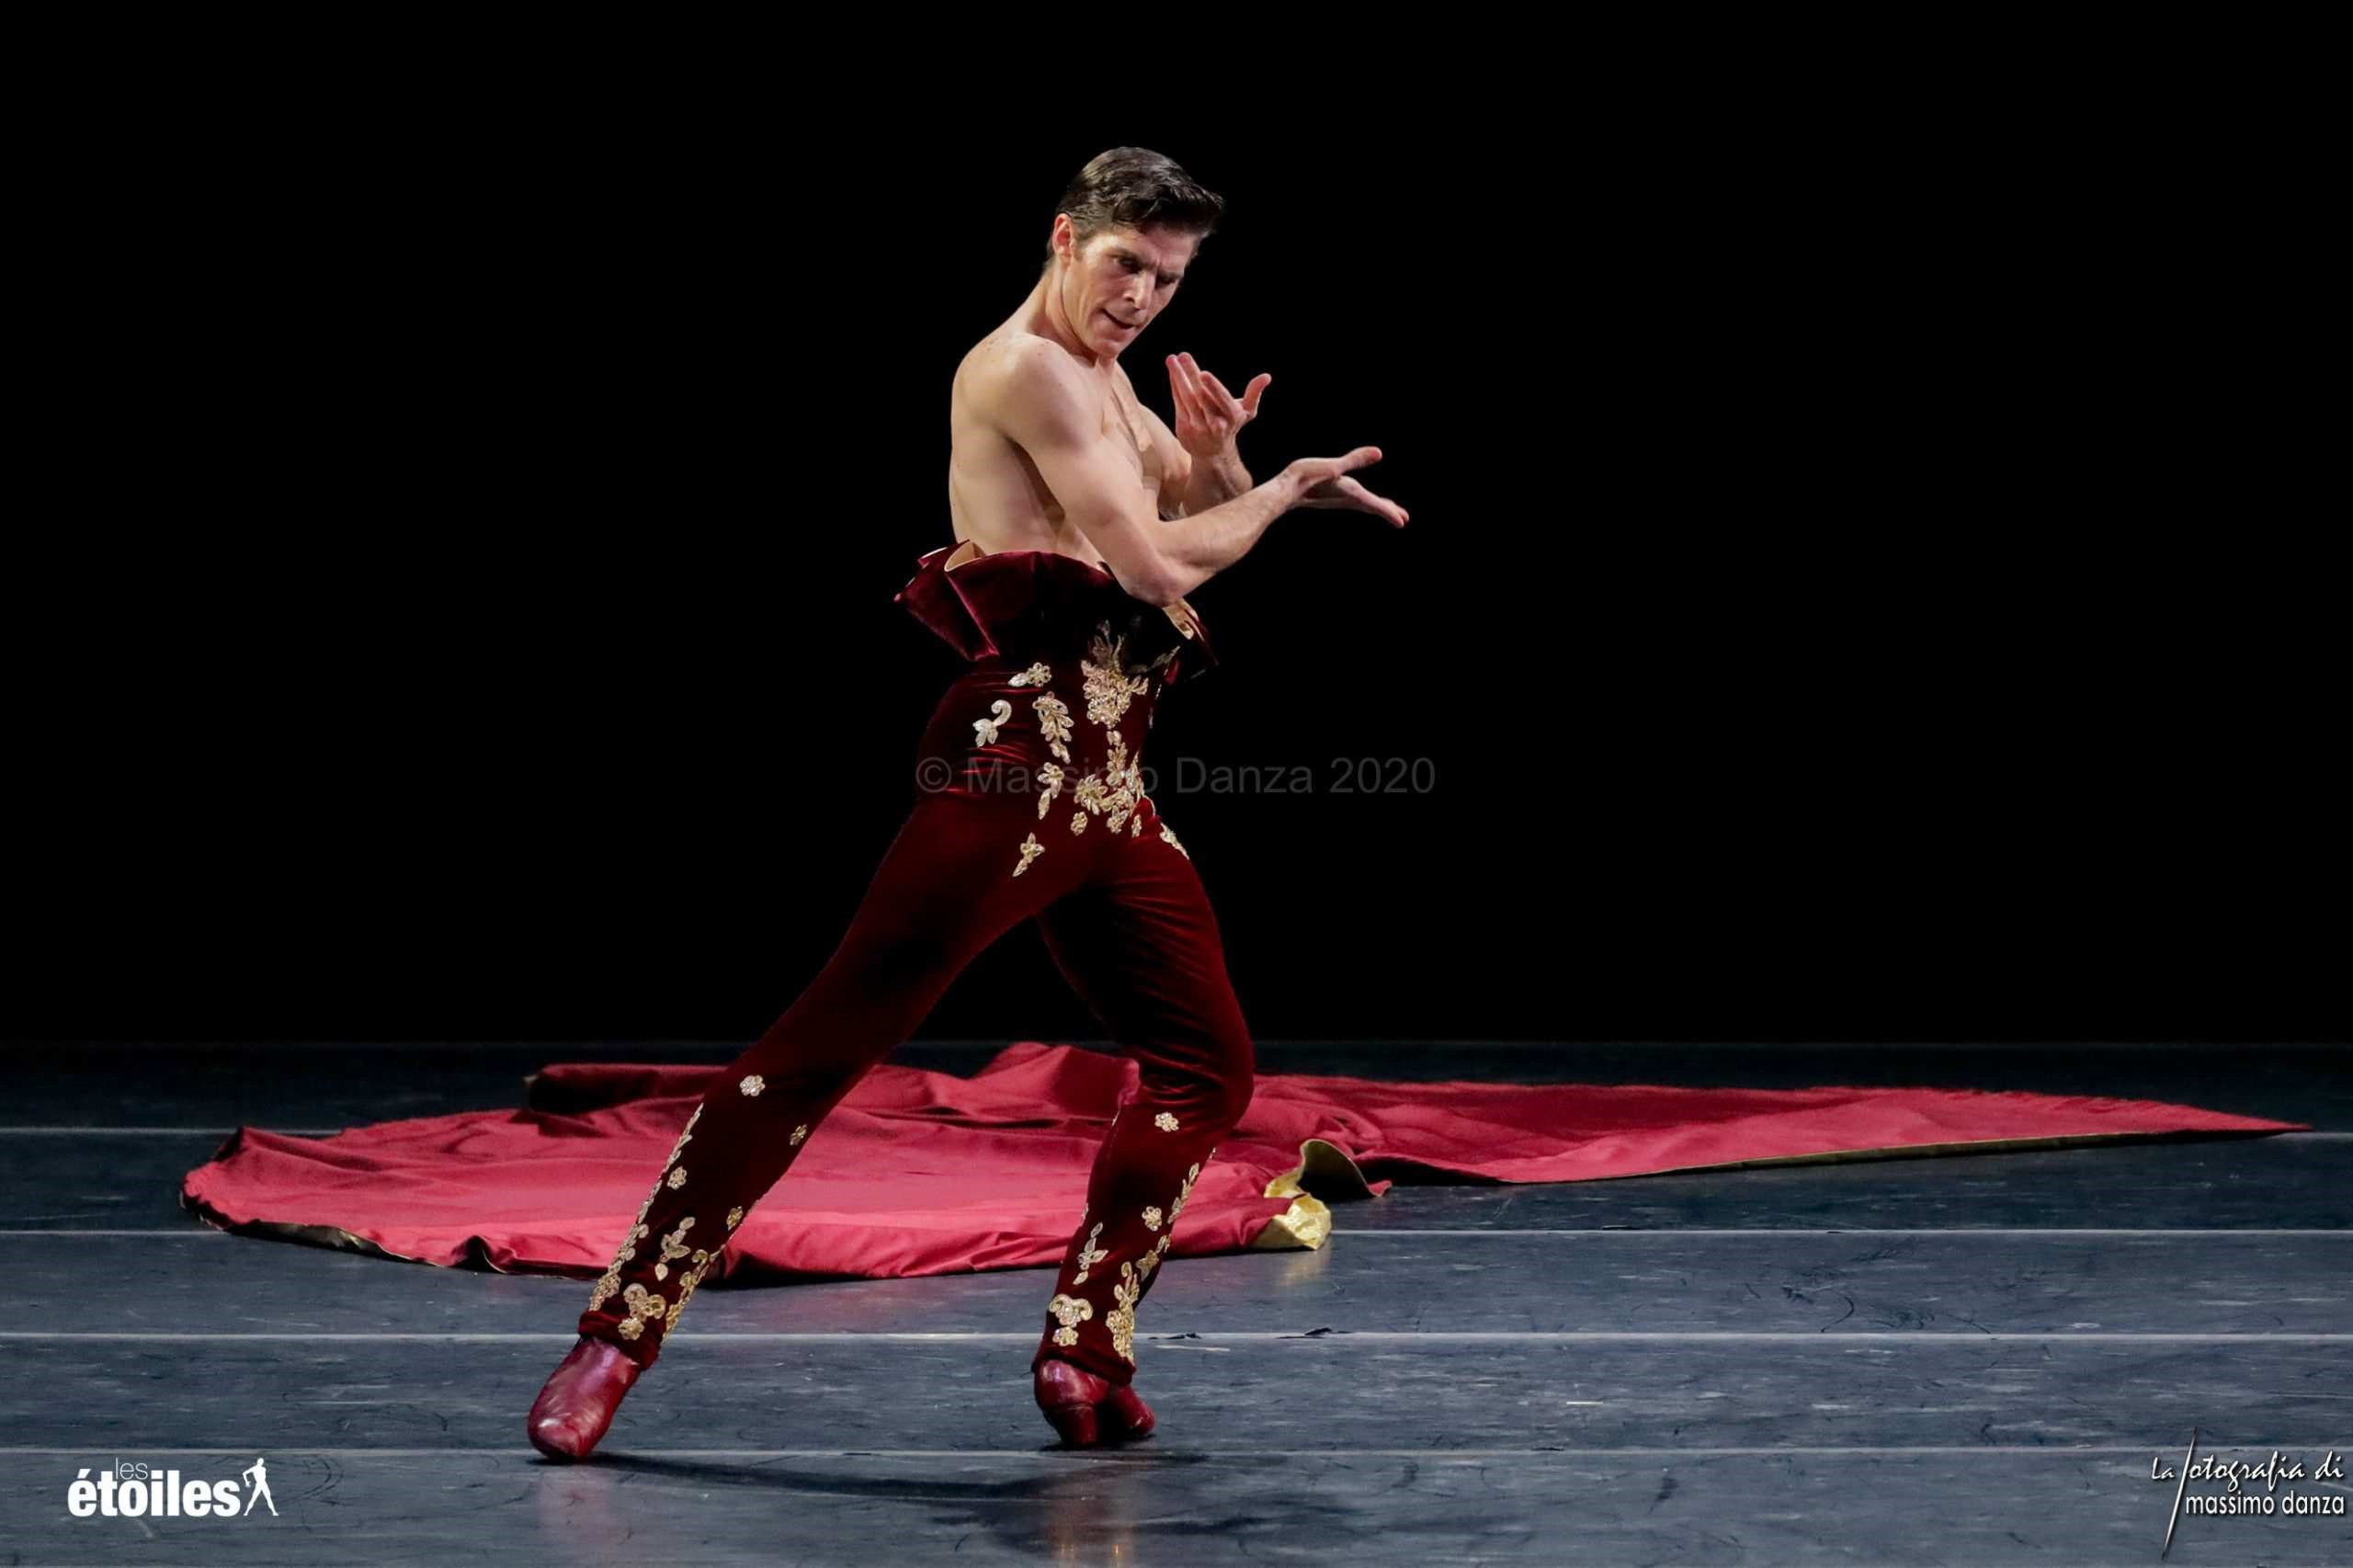 © Massimo Danza 2020
les
étoiles
La fotografia di
massimo danza